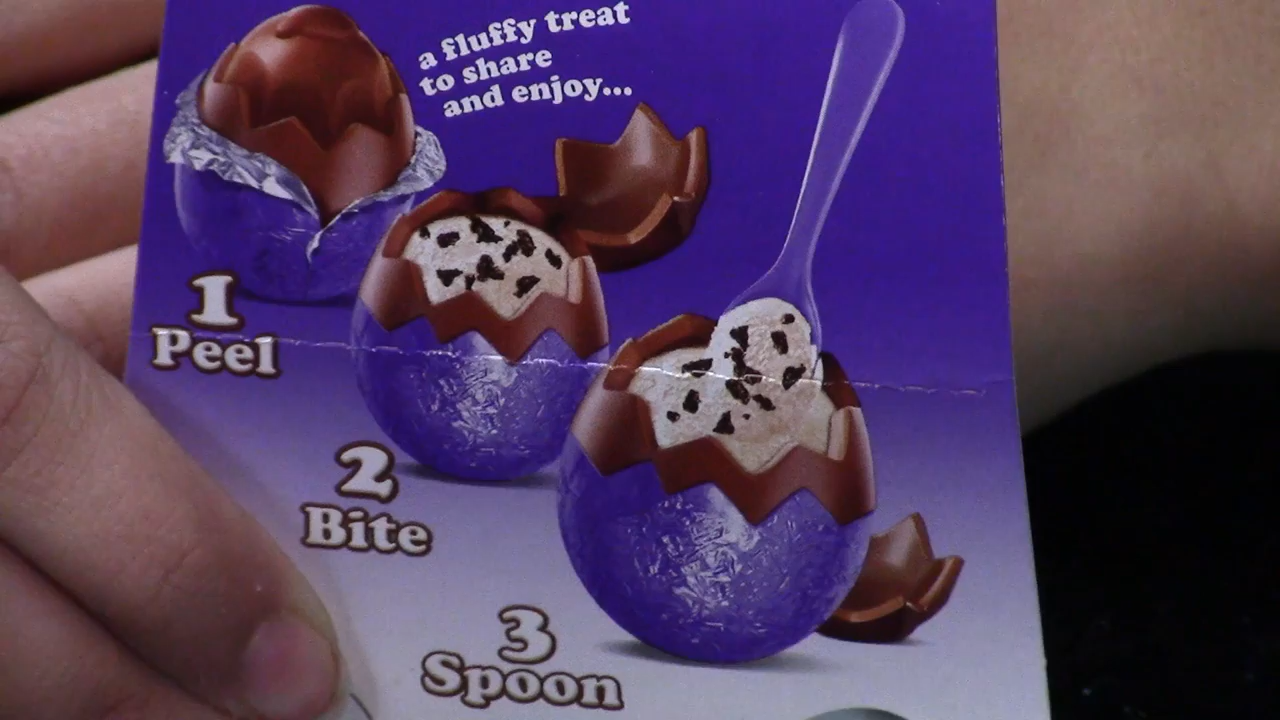 a fluffy treat
to share
and enjoy...
1
Peel
2
Bite
3
Spoon